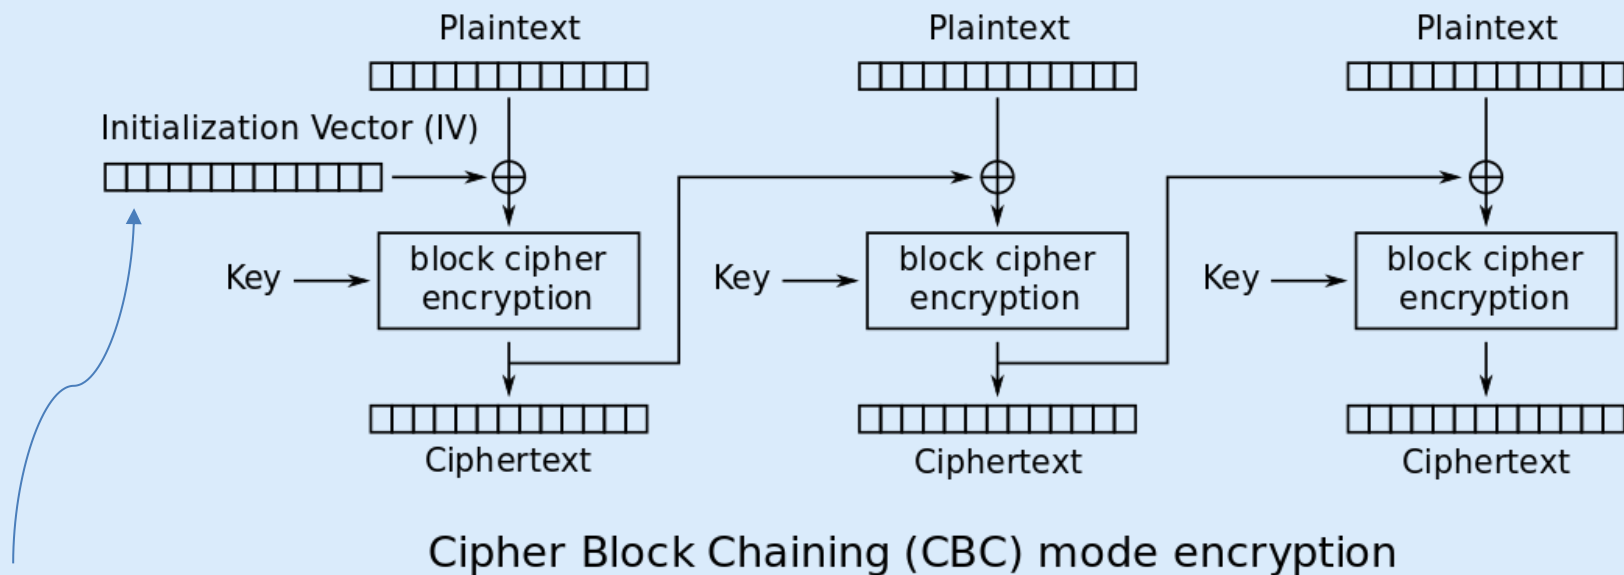 Plaintext
Plaintext
Plaintext
Initialization Vector (IV)
Key
block cipher
encryption
Key
block cipher
encryption
Key
block cipher
encryption
Ciphertext
Ciphertext
Ciphertext
Cipher Block Chaining (CBC) mode encryption